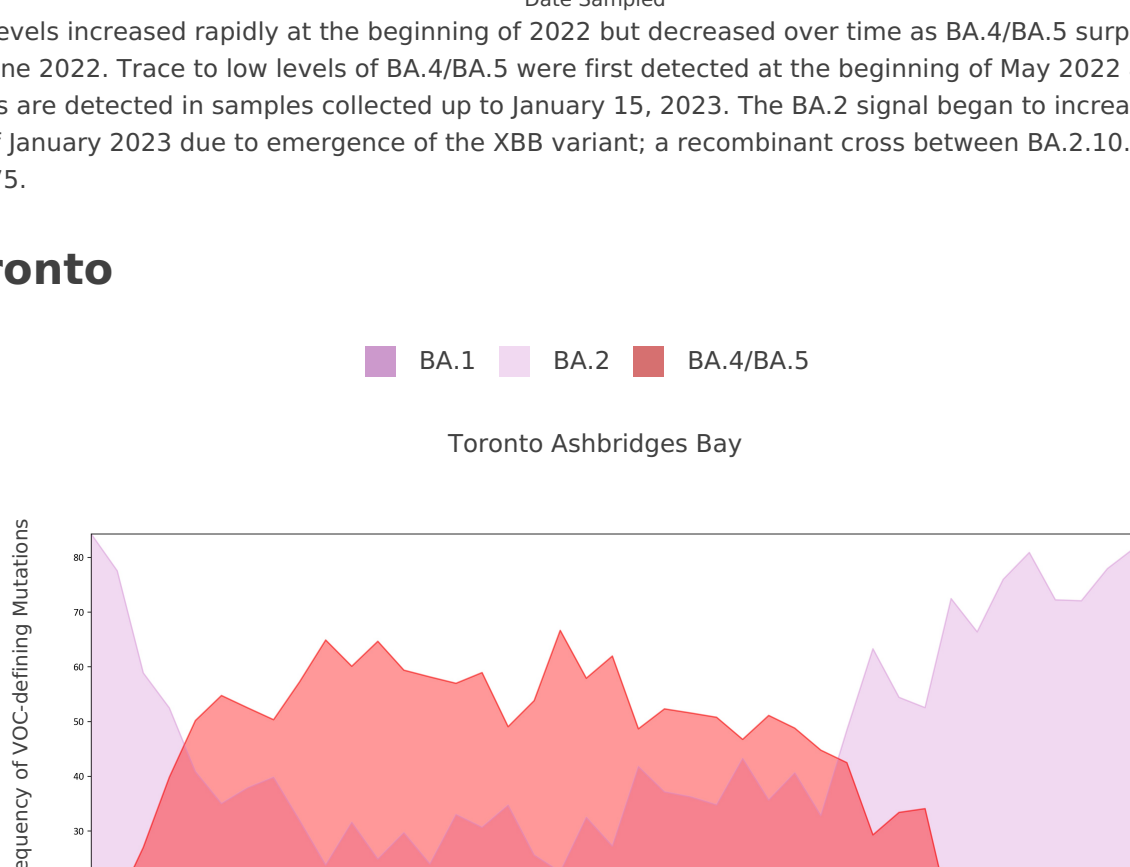 Date Sampled
evels increased rapidly at the beginning of 2022 but decreased over time as BA.4/BA.5 surp
ne 2022. Trace to low levels of BA.4/BA.5 were first detected at the beginning of May 2022
s are detected in samples collected up to January 15, 2023. The BA.2 signal began to increa
f January 2023 due to emergence of the XBB variant; a recombinant cross between BA.2.10.
/5.
ronto
BA.1 BA.2 BA.4/BA.5
Toronto Ashbridges Bay
equency of VOC-defining Mutations
80
70
60
50
40
30